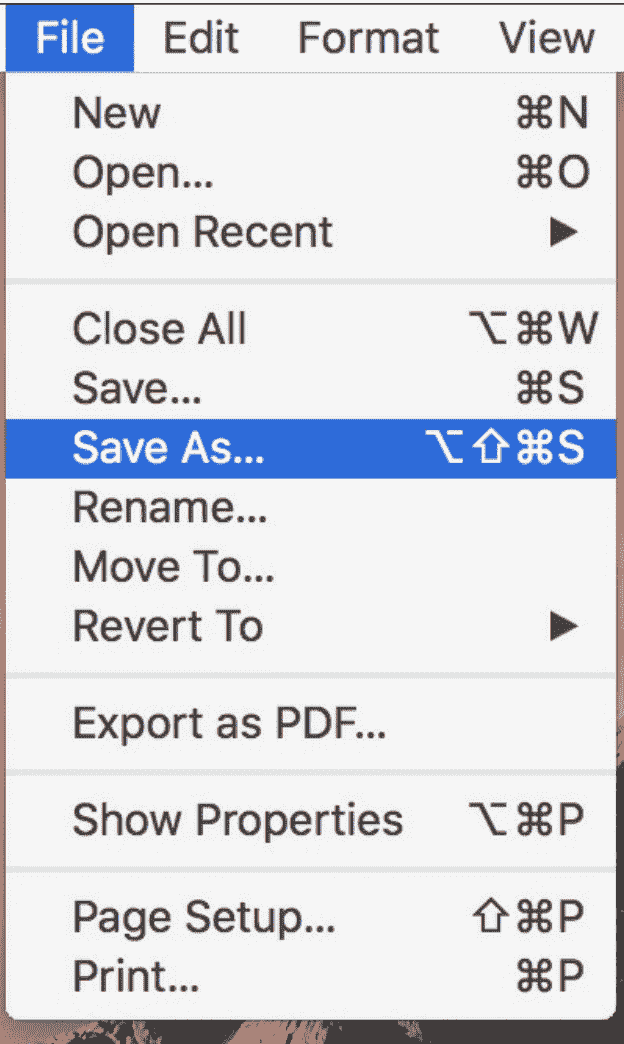 File Edit Format View
New ⌘N
Open... ⌘O
Open Recent ▶
Close All ⌥⌘W
Save... ⌘S
Save As... ⌥⇧⌘S
Rename...
Move To...
Revert To ▶
Export as PDF...
Show Properties ⌥⌘P
Page Setup... ⇧⌘P
Print... ⌘P